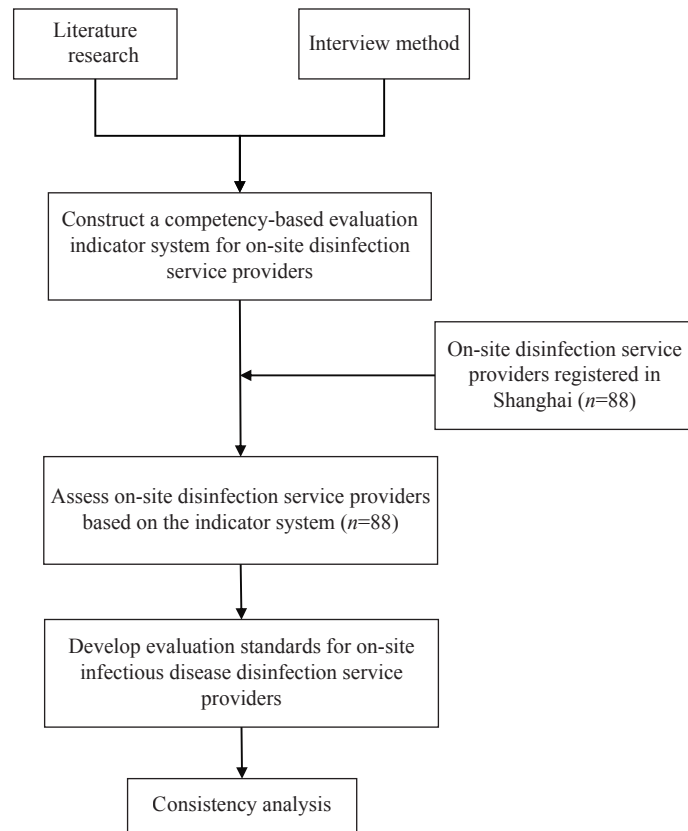 Literature
research
Interview method
Construct a competency-based evaluation
indicator system for on-site disinfection
service providers
On-site disinfection service
providers registered in
Shanghai (n=88)
Assess on-site disinfection service providers
based on the indicator system (n=88)
Develop evaluation standards for on-site
infectious disease disinfection service
providers
Consistency analysis